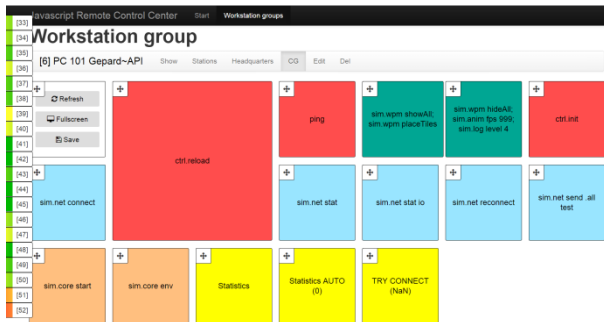 Javascript Remote Control Center Start Workstation groups
Workstation group
[6] PC 101 Gepard~API Show Stations Headquarters CG Edit Del
[33]
[34]
[35]
[36]
[37]
[38]
[39]
[40]
[41]
[42]
[43]
[44]
[45]
[46]
[47]
[48]
[49]
[50]
[51]
[52]
Refresh
Fullscreen
Save
ctrl.reload
ping
sim.wpm showAll;
sim.wpm placeTiles
sim.wpm hideAll;
sim.anim fps 999;
sim.log level 4
ctrl.init
sim.net connect
sim.net stat
sim.net stat io
sim.net reconnect
sim.net send .all
test
sim.core start
sim.core env
Statistics
Statistics AUTO
(0)
TRY CONNECT
(NaN)